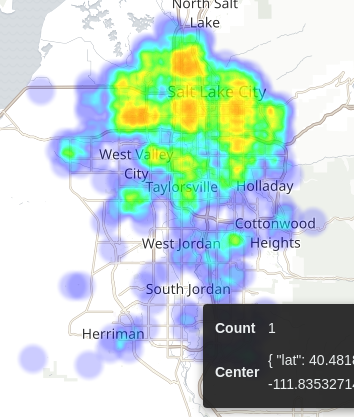 North Salt
Lake
Salt Lake City
West Valley
City
Taylorsville
Holladay
Cottonwood
Heights
West Jordan
South Jordan
Herriman
Count 1
Center { "lat": 40.4818
-111.83532714